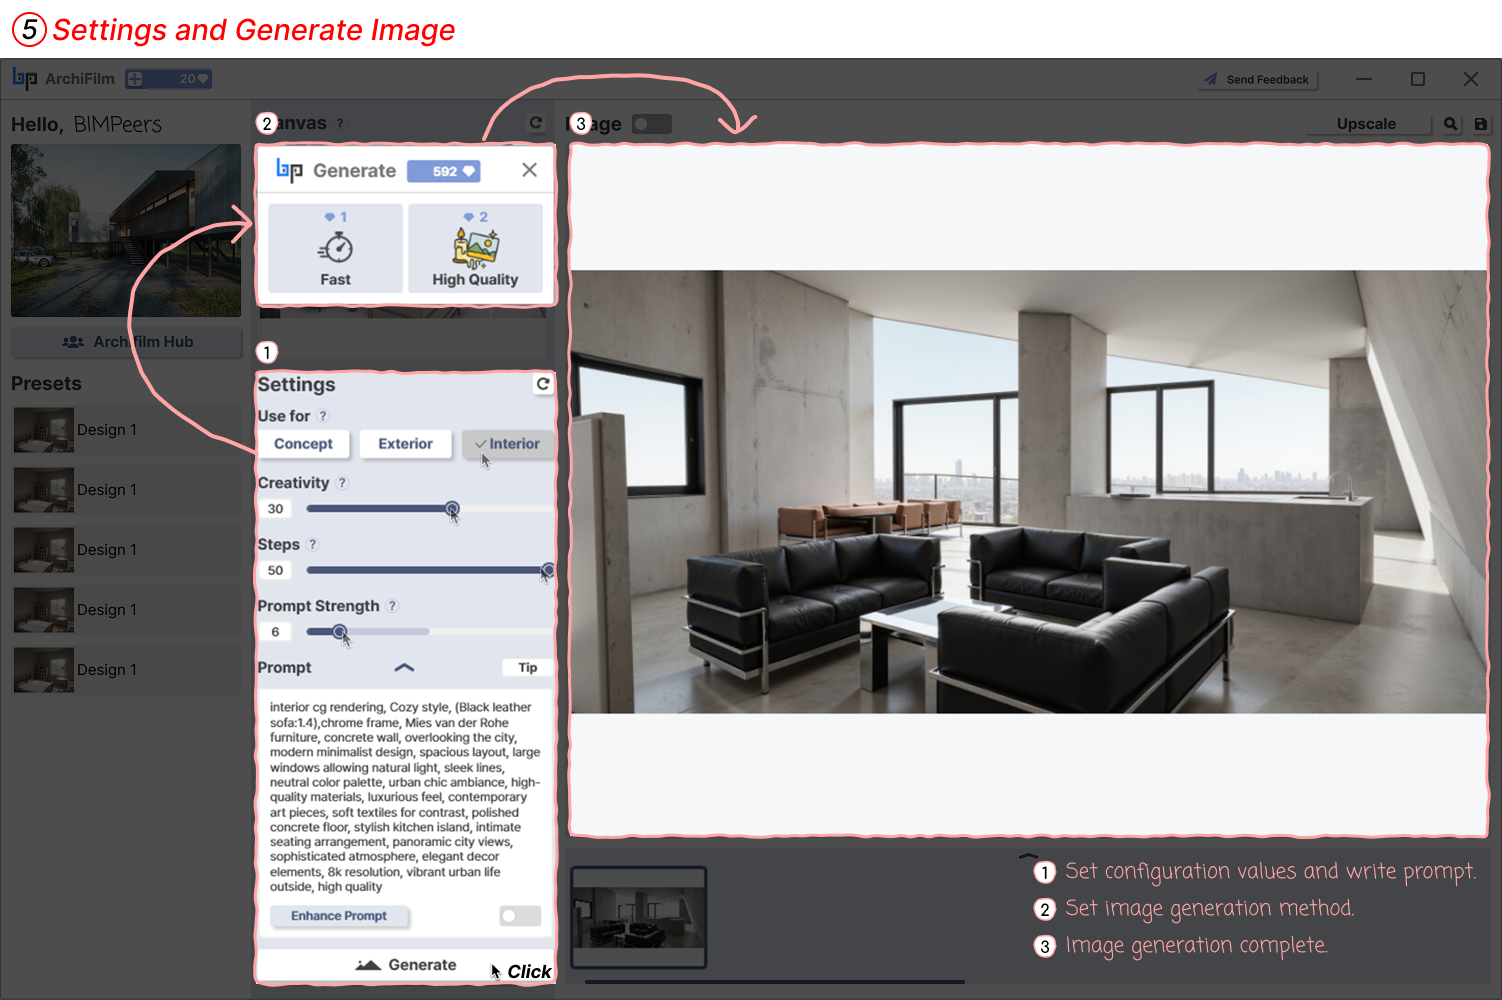 5 Settings and Generate Image
bp ArchiFilm 20
Send Feedback
Hello, BIMPeers
Archifilm Hub
Presets
Design 1
Design 1
Design 1
Design 1
Design 1
2 anvas ?
bp Generate 592
1
Fast
2
High Quality
1
Settings
Use for ?
Concept Exterior Interior
Creativity ?
30
Steps ?
50
Prompt Strength ?
6
Prompt Tip
interior cg rendering, Cozy style, (Black leather
sofa:1.4),chrome frame, Mies van der Rohe
furniture, concrete wall, overlooking the city,
modern minimalist design, spacious layout, large
windows allowing natural light, sleek lines,
neutral color palette, urban chic ambiance, high-
quality materials, luxurious feel, contemporary
art pieces, soft textiles for contrast, polished
concrete floor, stylish kitchen island, intimate
seating arrangement, panoramic city views,
sophisticated atmosphere, elegant decor
elements, 8k resolution, vibrant urban life
outside, high quality
Enhance Prompt
Generate Click
3 age
Upscale
1 Set configuration values and write prompt.
2 Set image generation method.
3 Image generation complete.